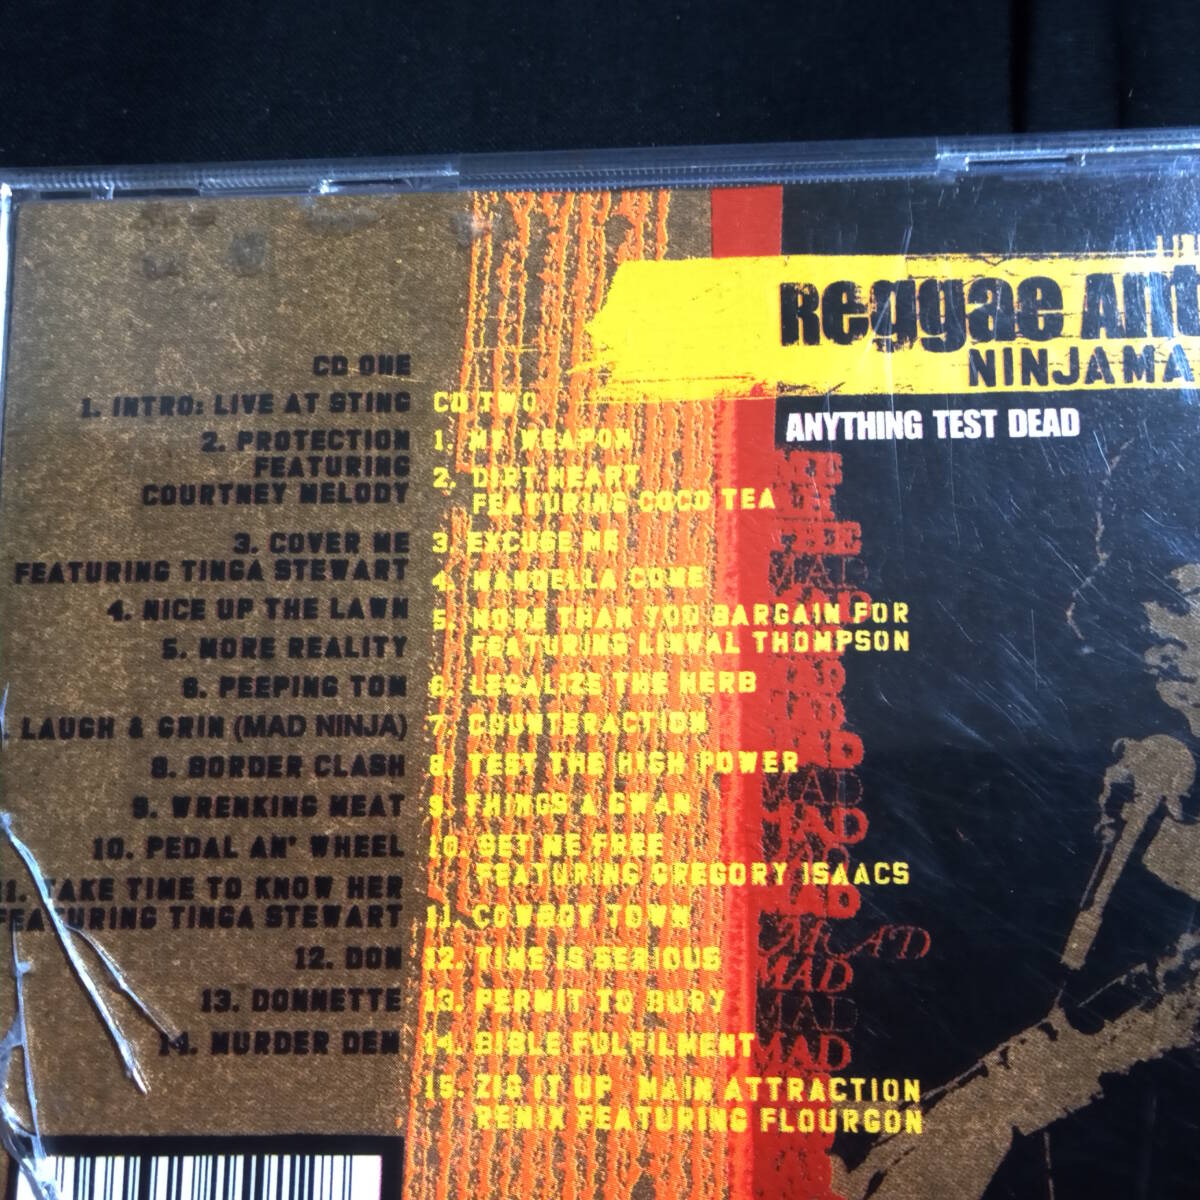 Reggae Ant
NINJAMA
ANYTHING TEST DEAD
CD ONE
1. INTRO: LIVE AT STING
2. PROTECTION
FEATURING
COURTNEY MELODY
3. COVER ME
FEATURING TINGA STEWART
4. NICE UP THE LAWN
5. MORE REALITY
6. PEEPING TOM
LAUGH & GRIN (MAD NINJA)
8. BORDER CLASH
9. WRENKING MEAT
10. PEDAL AN' WHEEL
11. TAKE TIME TO KNOW HER
FEATURING TINGA STEWART
12. DON
13. DONNETTE
14. MURDER DEM
CD TWO
1. MY WEAPON
2. DIRT HEART
FEATURING COCO TEA
3. EXCUSE ME
4. MANDELLA COME
5. MORE THAN YOU BARGAIN FOR
FEATURING LINVAL THOMPSON
6. LEGALIZE THE HERB
7. COUNTERACTION
8. TEST THE HIGH POWER
9. THINGS A GWAN
10. SET ME FREE
FEATURING GREGORY ISAACS
11. COWBOY TOWN
12. TIME IS SERIOUS
13. PERMIT TO BURY
14. BIBLE FULFILMENT
15. ZIG IT UP MAIN ATTRACTION
REMIX FEATURING FLOURGON
MAD
MAD
MAD
MAD
MAD
MAD
MAD
MAD
MAD
MAD